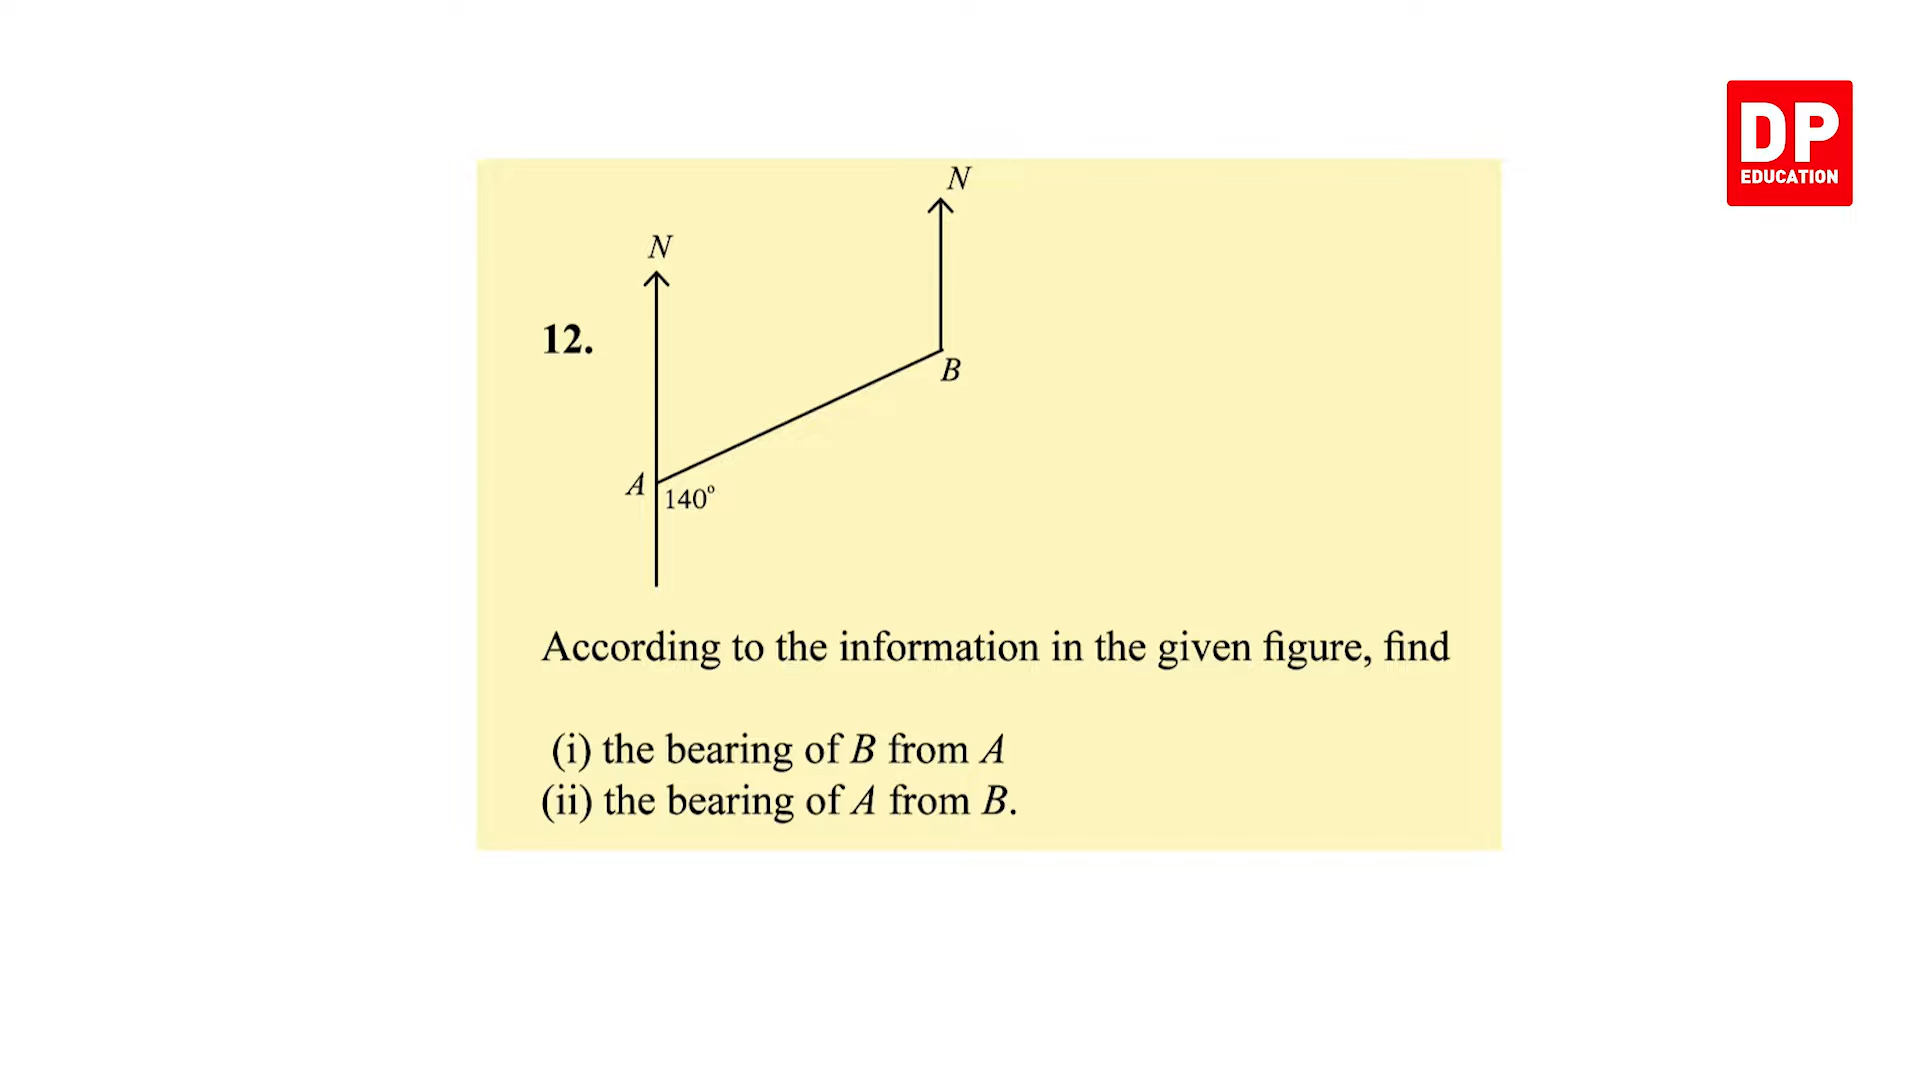 DP
EDUCATION
N
N
12.
B
A
140°
According to the information in the given figure, find
(i) the bearing of B from A
(ii) the bearing of A from B.